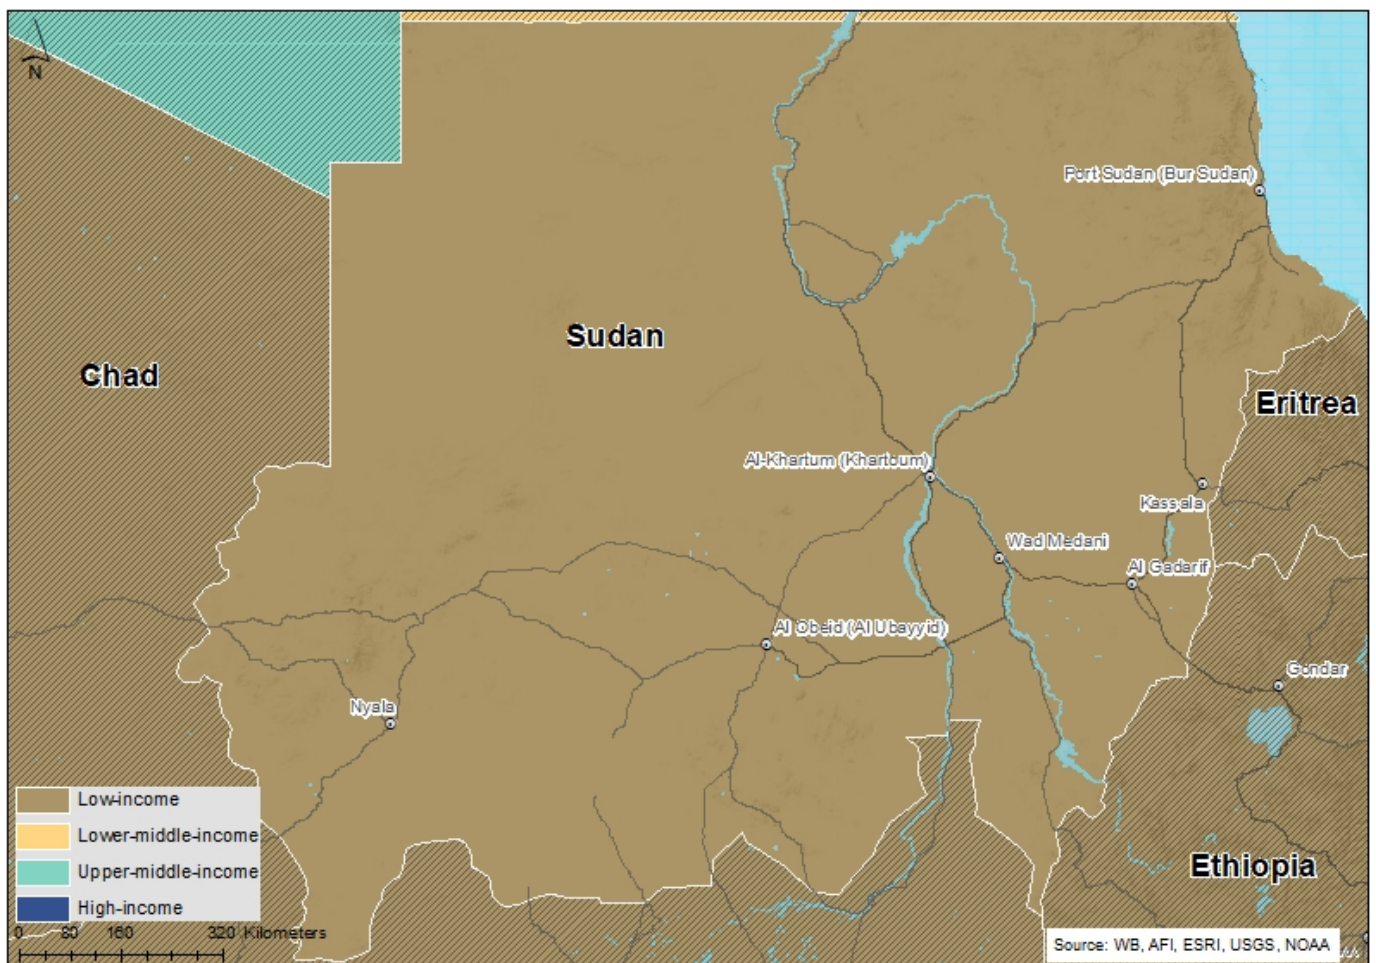 N
Port Sudan (Bur Sudan)
Sudan
Chad
Eritrea
Al-Khartum (Khartoum)
Kassala
Wad Medani
Al Gadarif
Al Obeid (Al Ubayyid)
Gondar
Nyala
Low-income
Lower-middle-income
Upper-middle-income
High-income
Ethiopia
0 80 160 320 Kilometers
Source: WB, AFI, ESRI, USGS, NOAA